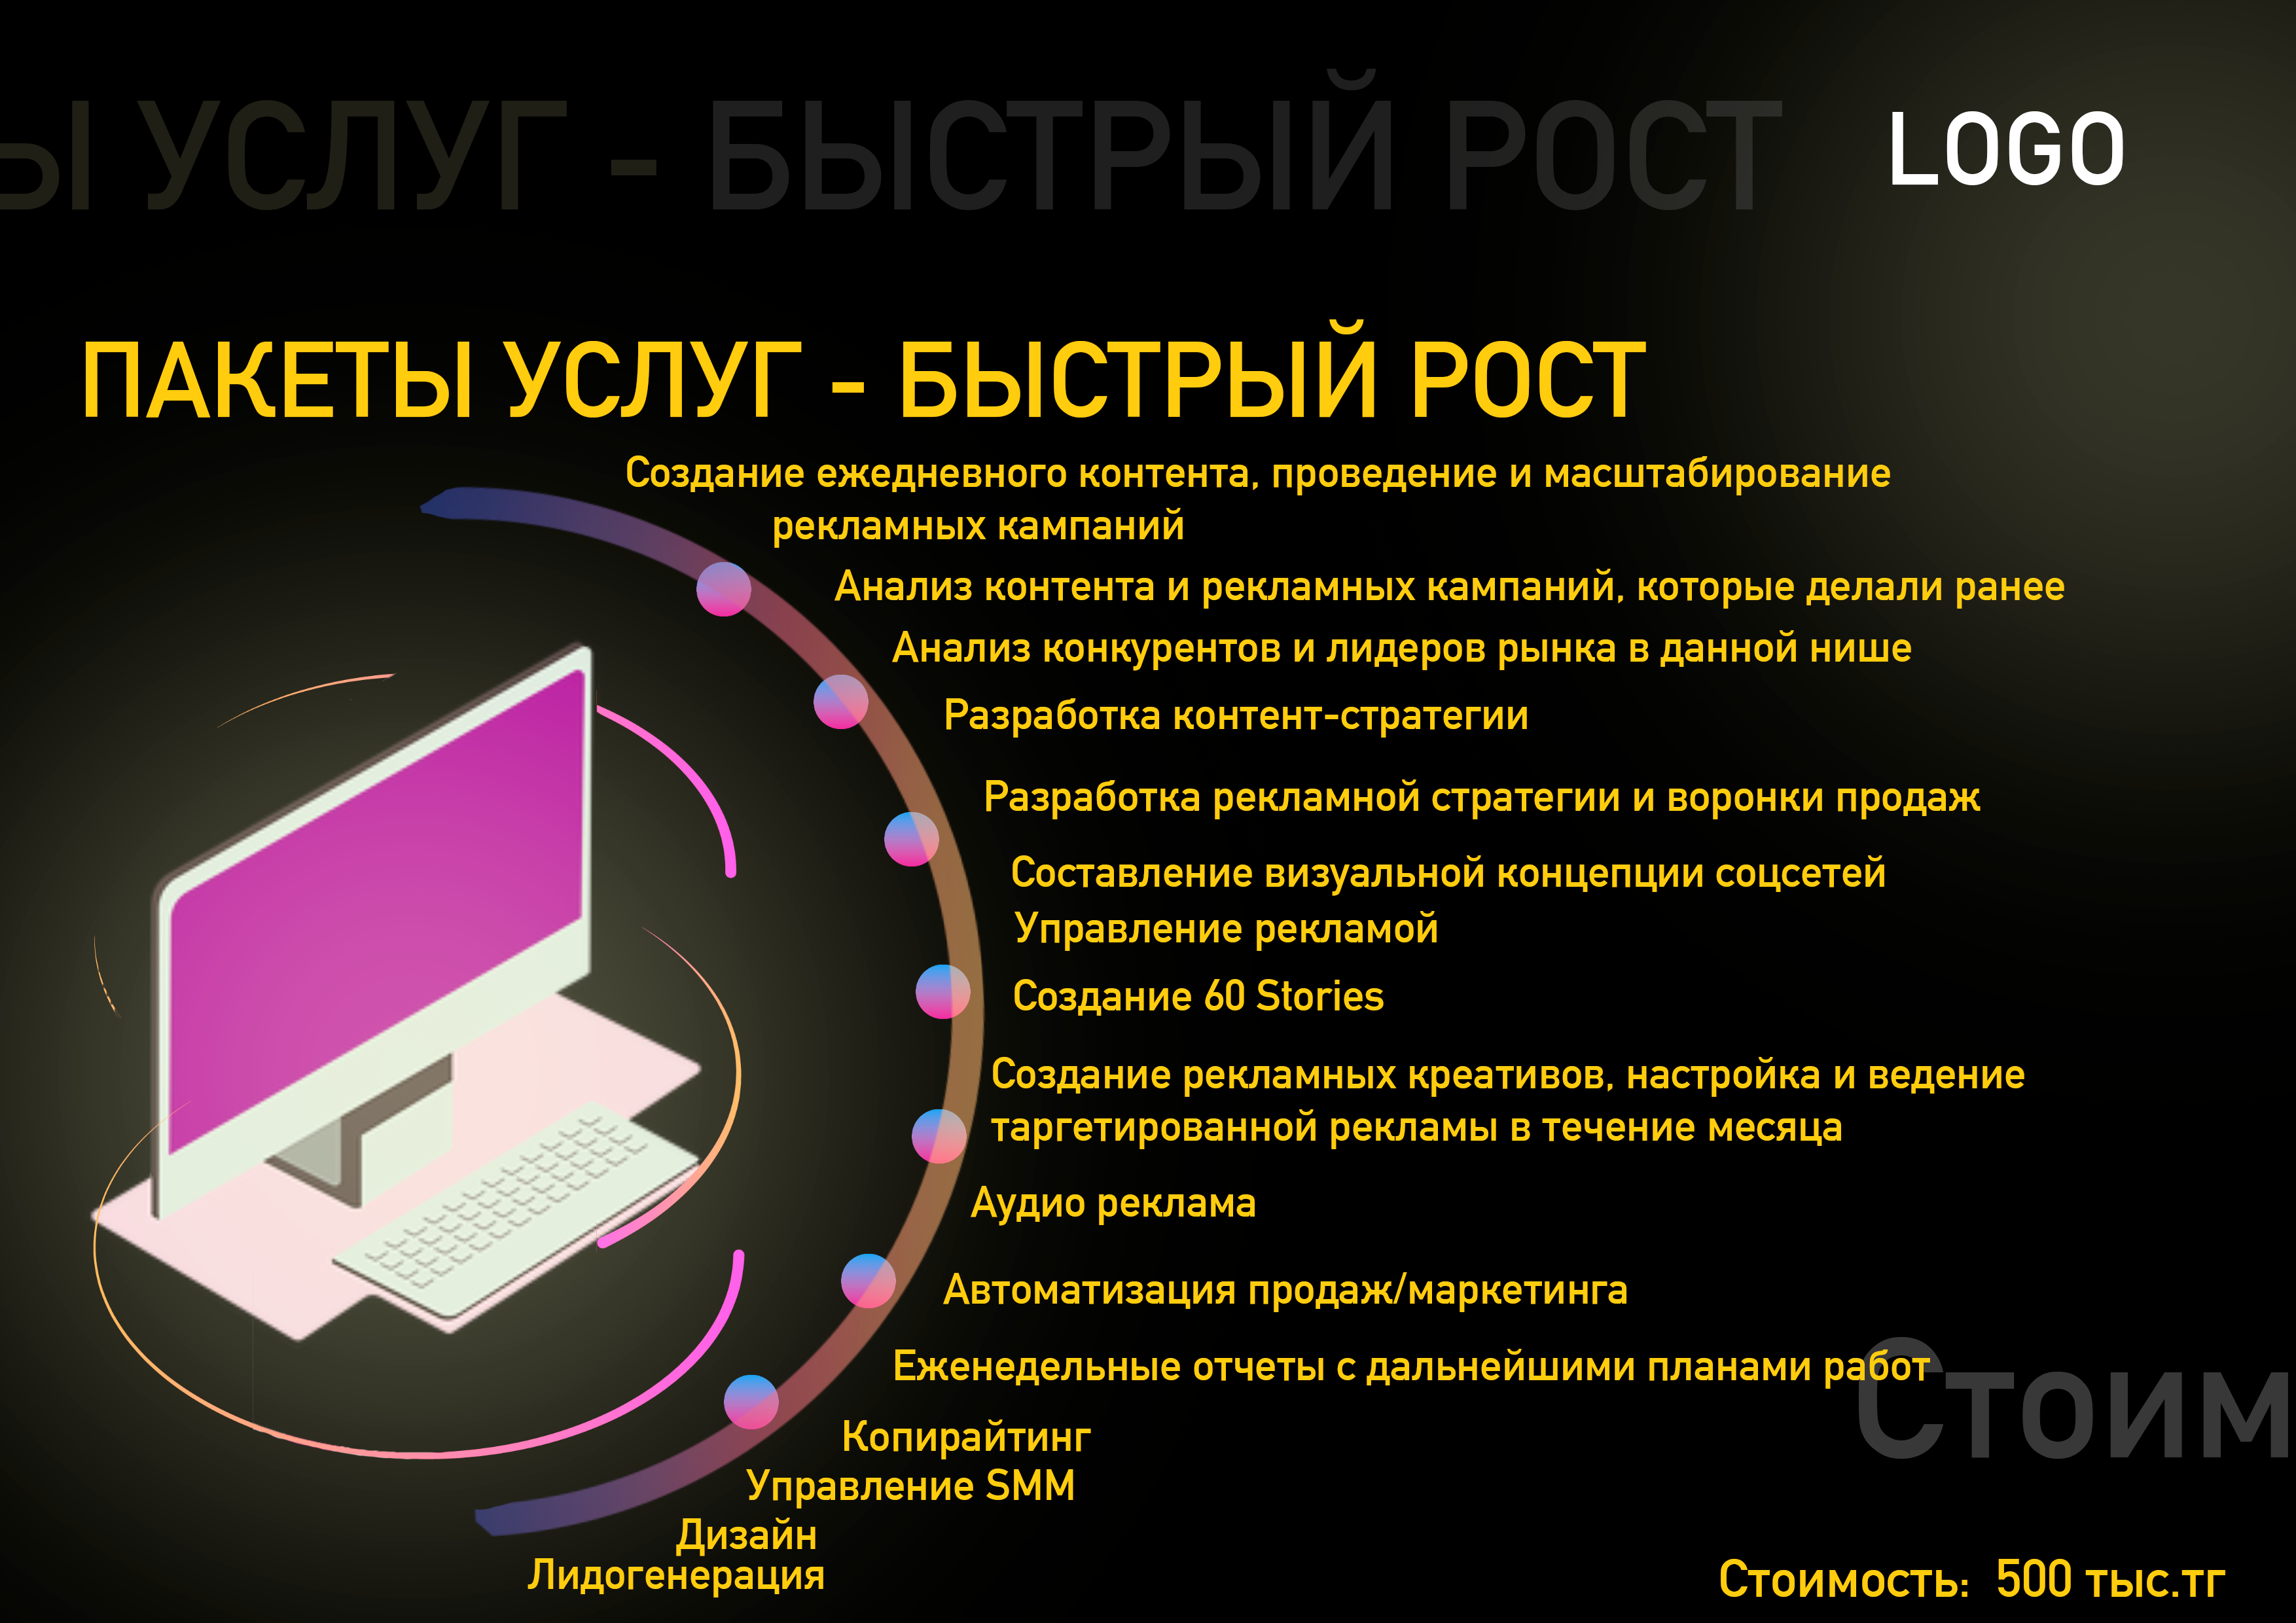 Ы УСЛУГ - БЫСТРЫЙ РОСТ
LOGO
ПАКЕТЫ УСЛУГ - БЫСТРЫЙ РОСТ
Создание ежедневного контента, проведение и масштабирование
рекламных кампаний
Анализ контента и рекламных кампаний, которые делали ранее
Анализ конкурентов и лидеров рынка в данной нише
Разработка контент-стратегии
Разработка рекламной стратегии и воронки продаж
Составление визуальной концепции соцсетей
Управление рекламой
Создание 60 Stories
Создание рекламных креативов, настройка и ведение
таргетированной рекламы в течение месяца
Аудио реклама
Автоматизация продаж/маркетинга
Еженедельные отчеты с дальнейшими планами работ
Стоим
Копирайтинг
Управление SMM
Дизайн
Лидогенерация
Стоимость: 500 тыс.тг